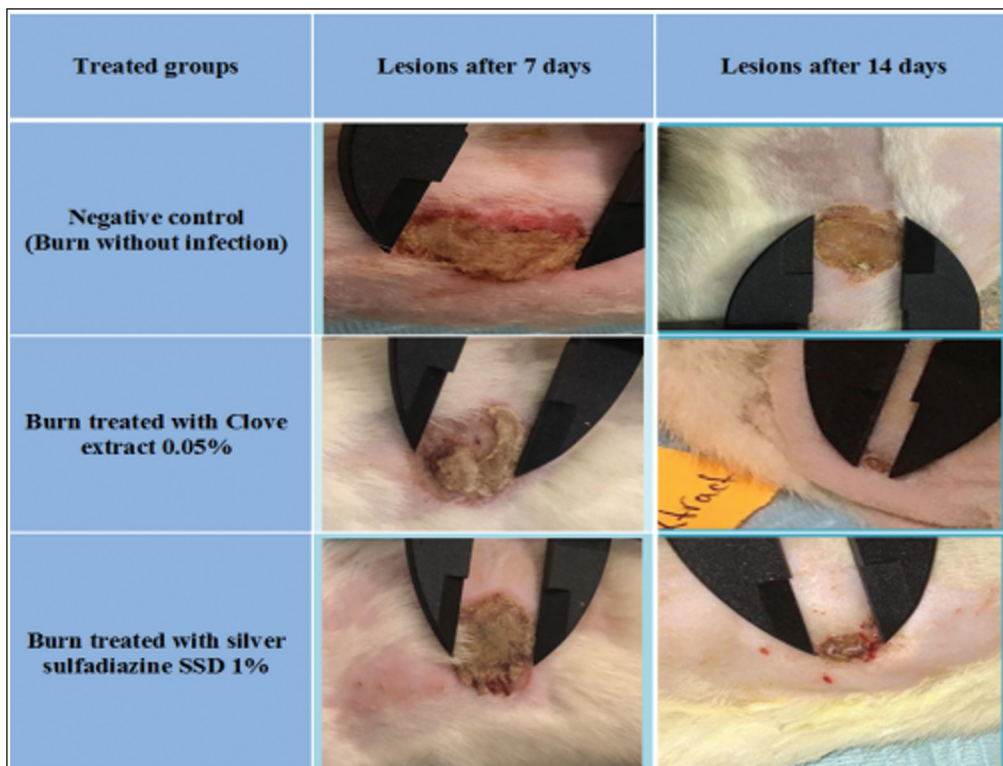 Treated groups
Lesions after 7 days
Lesions after 14 days
Negative control
(Burn without infection)
Burn treated with Clove
extract 0.05%
xtract
Burn treated with silver
sulfadiazine SSD 1%